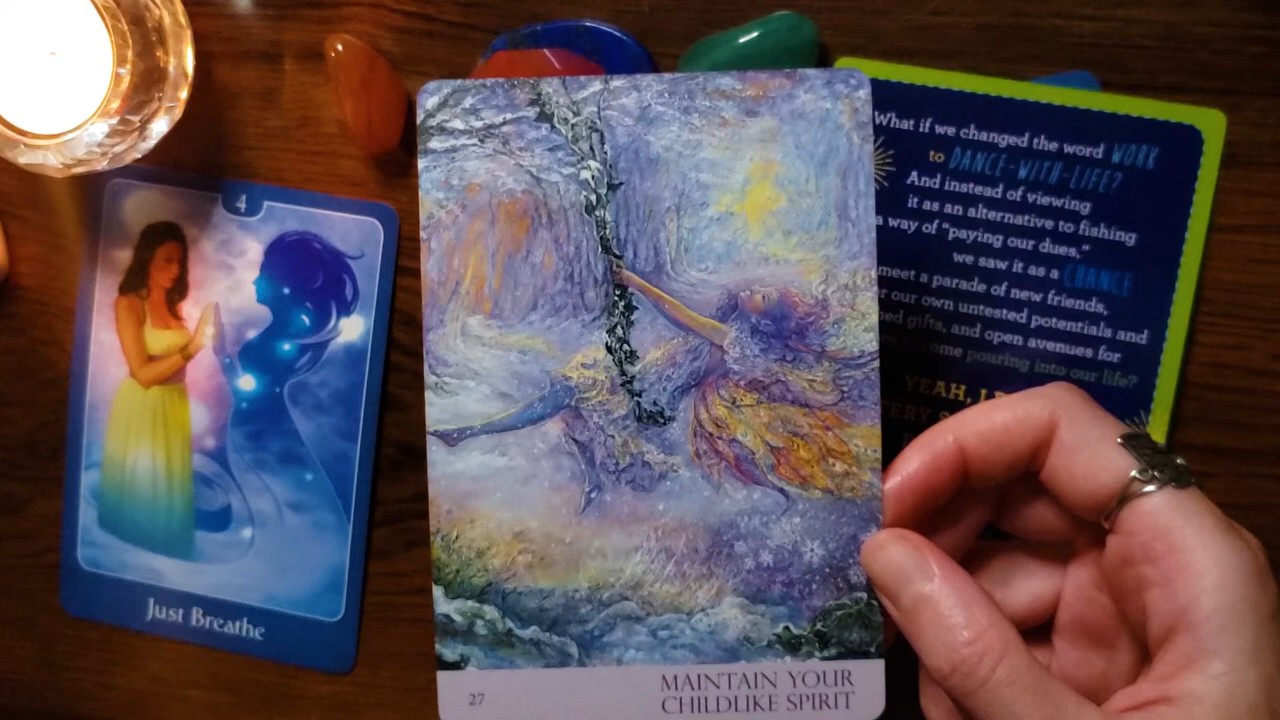 4
Just Breathe
27
MAINTAIN YOUR
CHILDLIKE SPIRIT
What if we changed the word WORK
to DANCE-WITH-LIFE?
And instead of viewing
it as an alternative to fishing
a way of "paying our dues,"
we saw it as a CHANCE
meet a parade of new friends,
our own untested potentials and
gifts, and open avenues for
pouring into our life?
YEAH,